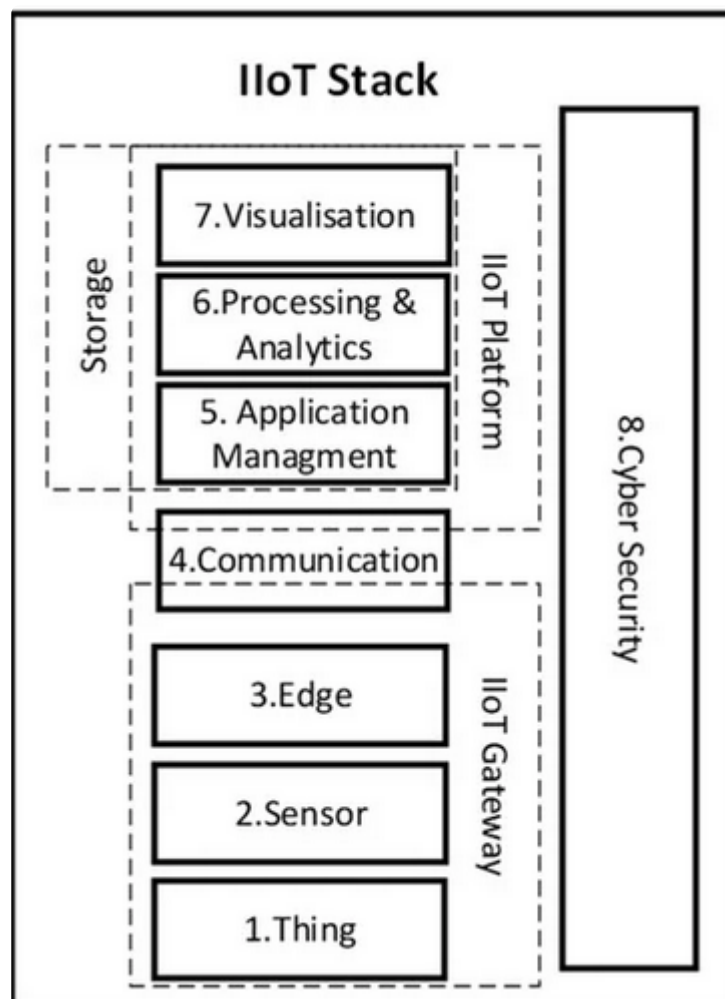 IIoT Stack
7.Visualisation
6.Processing &
Analytics
5. Application
Managment
4.Communication
3.Edge
2.Sensor
1.Thing
Storage
IIoT Platform
IIoT Gateway
8.Cyber Security